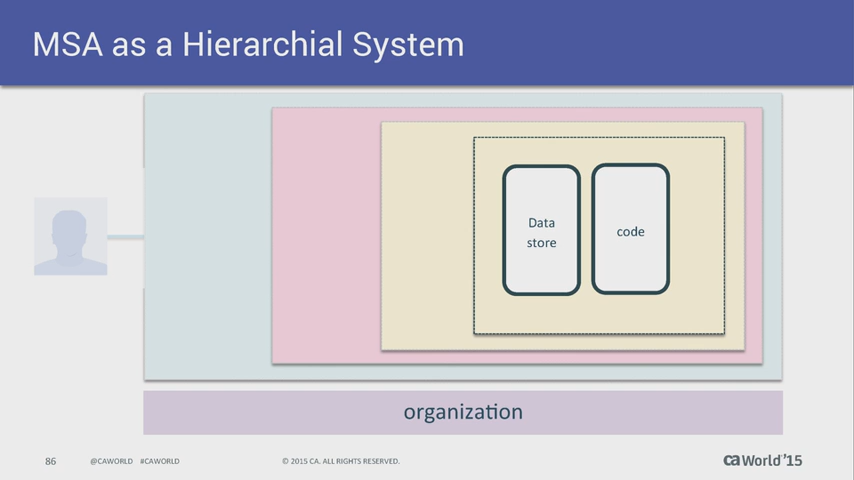 MSA as a Hierarchial System
Data
store
code
organization
86
@CAWORLD #CAWORLD
© 2015 CA. ALL RIGHTS RESERVED.
ca World'15